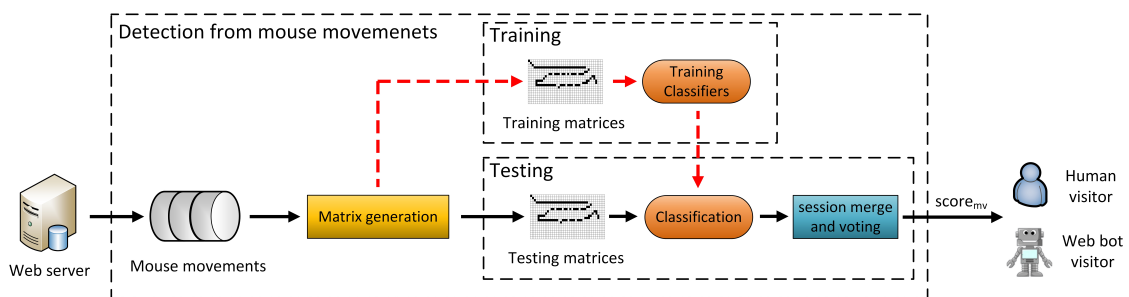 Detection from mouse movemenets
Training
Training
Classifiers
Training matrices
Testing
Matrix generation
Classification
session merge
and voting
score_mv
Human
visitor
Web server
Mouse movements
Testing matrices
Web bot
visitor